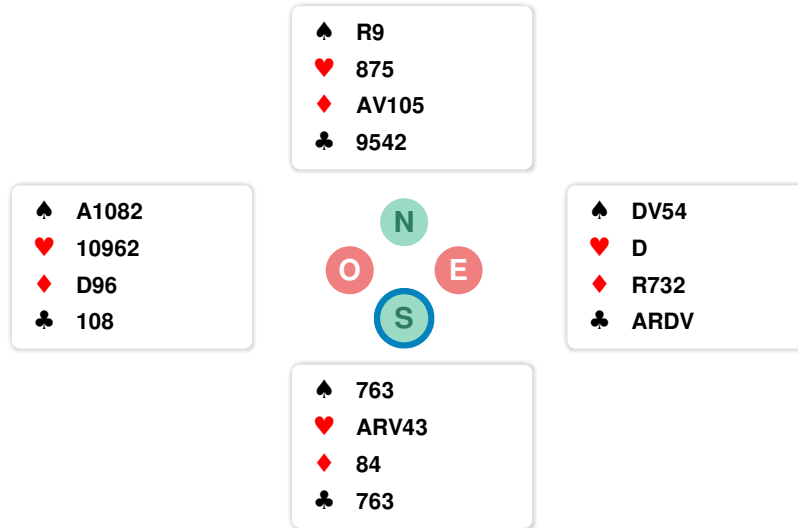 ♠ R9
♥ 875
♦ AV105
♣ 9542
♠ A1082
♥ 10962
♦ D96
♣ 108
N
O
E
S
♠ DV54
♥ D
♦ R732
♣ ARDV
♠ 763
♥ ARV43
♦ 84
♣ 763